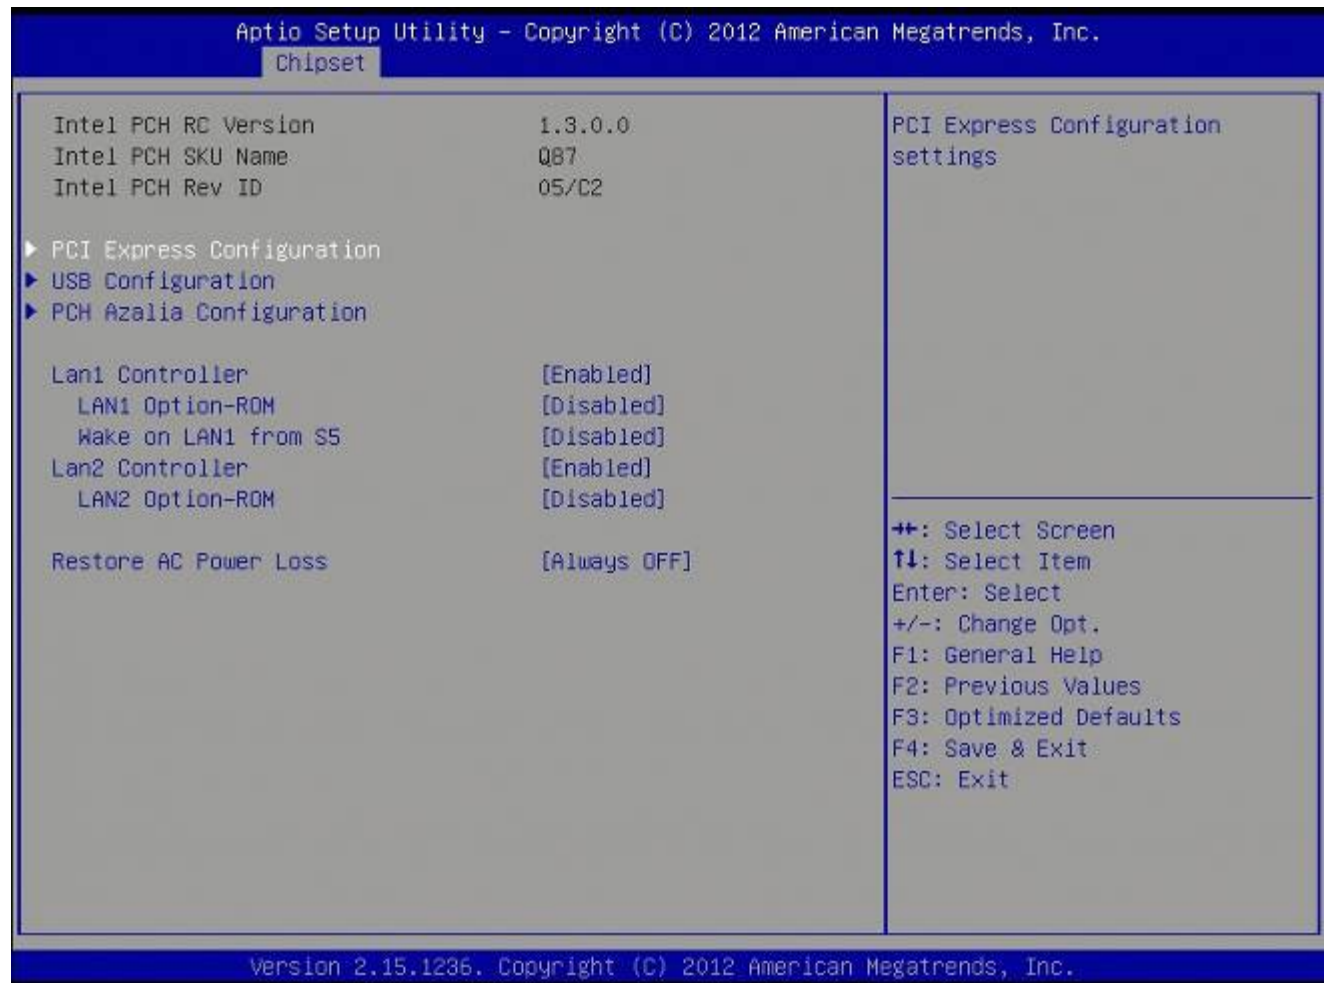 Aptio Setup Utility – Copyright (C) 2012 American Megatrends, Inc.
Chipset
Intel PCH RC Version 1.3.0.0
Intel PCH SKU Name Q87
Intel PCH Rev ID 05/C2
PCI Express Configuration
USB Configuration
PCH Azalia Configuration
Lan1 Controller [Enabled]
LAN1 Option-ROM [Disabled]
Wake on LAN1 from S5 [Disabled]
Lan2 Controller [Enabled]
LAN2 Option-ROM [Disabled]
Restore AC Power Loss [Always OFF]
PCI Express Configuration
settings
→←: Select Screen
↑↓: Select Item
Enter: Select
+/-: Change Opt.
F1: General Help
F2: Previous Values
F3: Optimized Defaults
F4: Save & Exit
ESC: Exit
Version 2.15.1236. Copyright (C) 2012 American Megatrends, Inc.